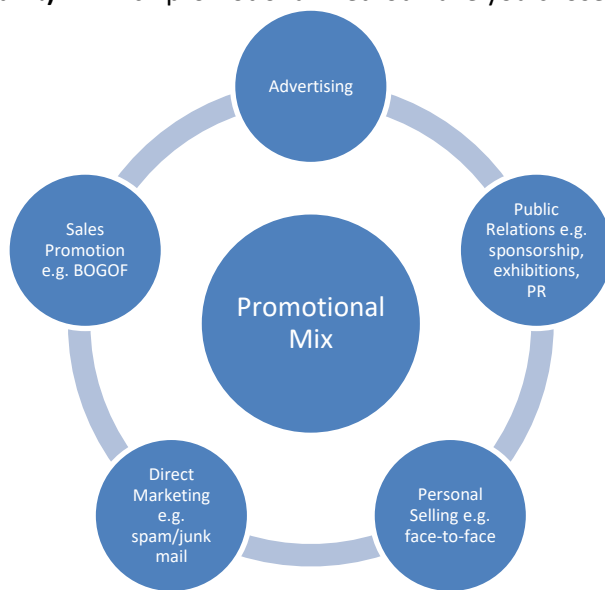 Advertising
Public
Relations e.g.
sponsorship,
exhibitions,
PR
Sales
Promotion
e.g. BOGOF
Promotional
Mix
Direct
Marketing
e.g.
spam/junk
mail
Personal
Selling e.g.
face-to-face